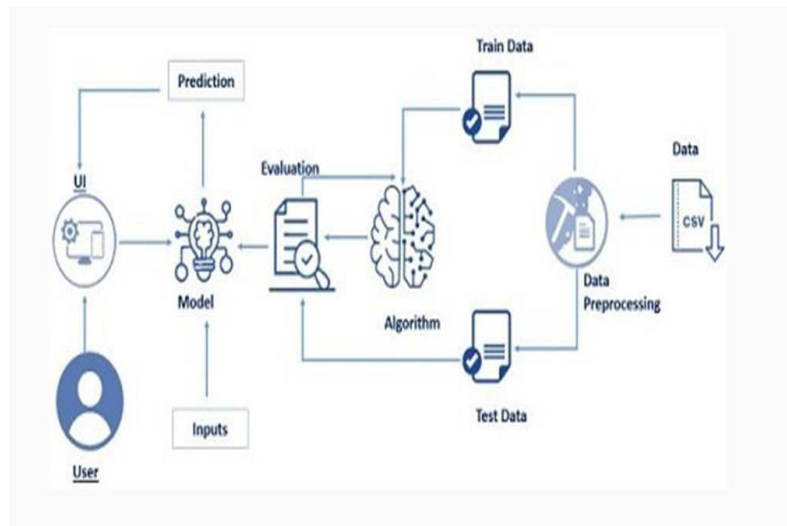 Train Data
Prediction
Data
Evaluation
UI
CSV
Model
Data
Preprocessing
Algorithm
Test Data
Inputs
User